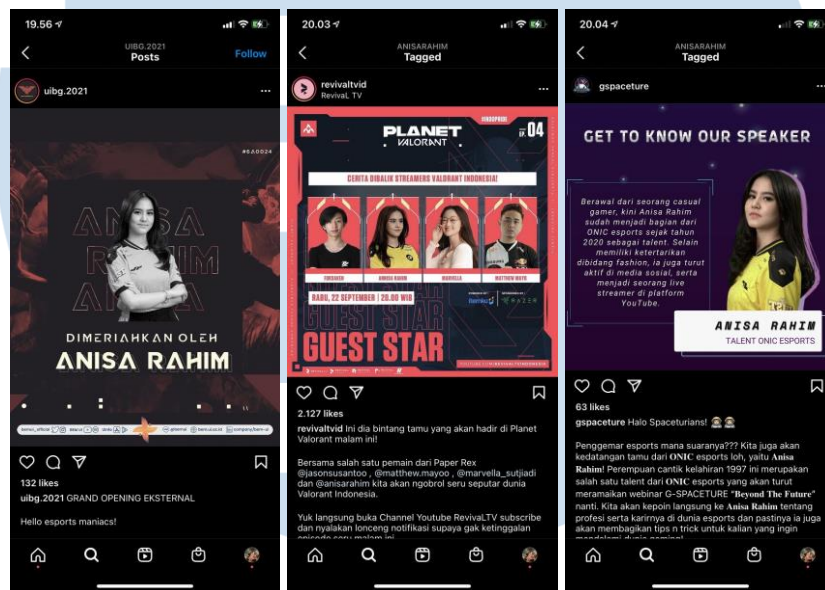 19.56
UIBG.2021
Posts
Follow
uibg.2021
#6A0024
ANISA
RAHIM
DIMERIAHKAN OLEH
ANISA RAHIM
132 likes
uibg.2021 GRAND OPENING EKSTERNAL
Hello esports maniacs!
20.03
ANISARAHIM
Tagged
revivaltvid
RevivaL TV
PLANET
VALORANT
EP. 04
CERITA DIBALIK STREAMERS VALORANT INDONESIA!
ANISA RAHIM
MARVELLA
MATTHEW MAYO
RABU, 22 SEPTEMBER | 20.00 WIB
RAZER
GUEST STAR
2.127 likes
revivaltvid Ini dia bintang tamu yang akan hadir di Planet
Valorant malam ini!
Bersama salah satu pemain dari Paper Rex
@jasonsusantoo , @matthew.mayoo , @marvella_sutjiadi
dan @anisarahim kita akan ngobrol seru seputar dunia
Valorant Indonesia.
Yuk langsung buka Channel Youtube RevivaLTV subscribe
dan nyalakan lonceng notifikasi supaya gak ketinggalan
episode seru malam ini
20.04
ANISARAHIM
Tagged
gspaceture
GET TO KNOW OUR SPEAKER
Berawal dari seorang casual
gamer, kini Anisa Rahim
sudah menjadi bagian dari
ONIC esports sejak tahun
2020 sebagai talent. Selain
memiliki ketertarikan
dibidang fashion, ia juga turut
aktif di media sosial, serta
menjadi seorang live
streamer di platform
YouTube.
ANISA RAHIM
TALENT ONIC ESPORTS
63 likes
gspaceture Halo Spaceturians!
Penggemar esports mana suaranya??? Kita juga akan
kedatangan tamu dari ONIC esports loh, yaitu Anisa
Rahim! Perempuan cantik kelahiran 1997 ini merupakan
salah satu talent dari ONIC esports yang akan turut
meramaikan webinar G-SPACETURE "Beyond The Future"
nanti. Kita akan kepoin langsung ke Anisa Rahim tentang
profesi serta karirnya di dunia esports dan pastinya ia juga
akan membagikan tips n trick untuk kalian yang ingin
mendalami dunia gaming!